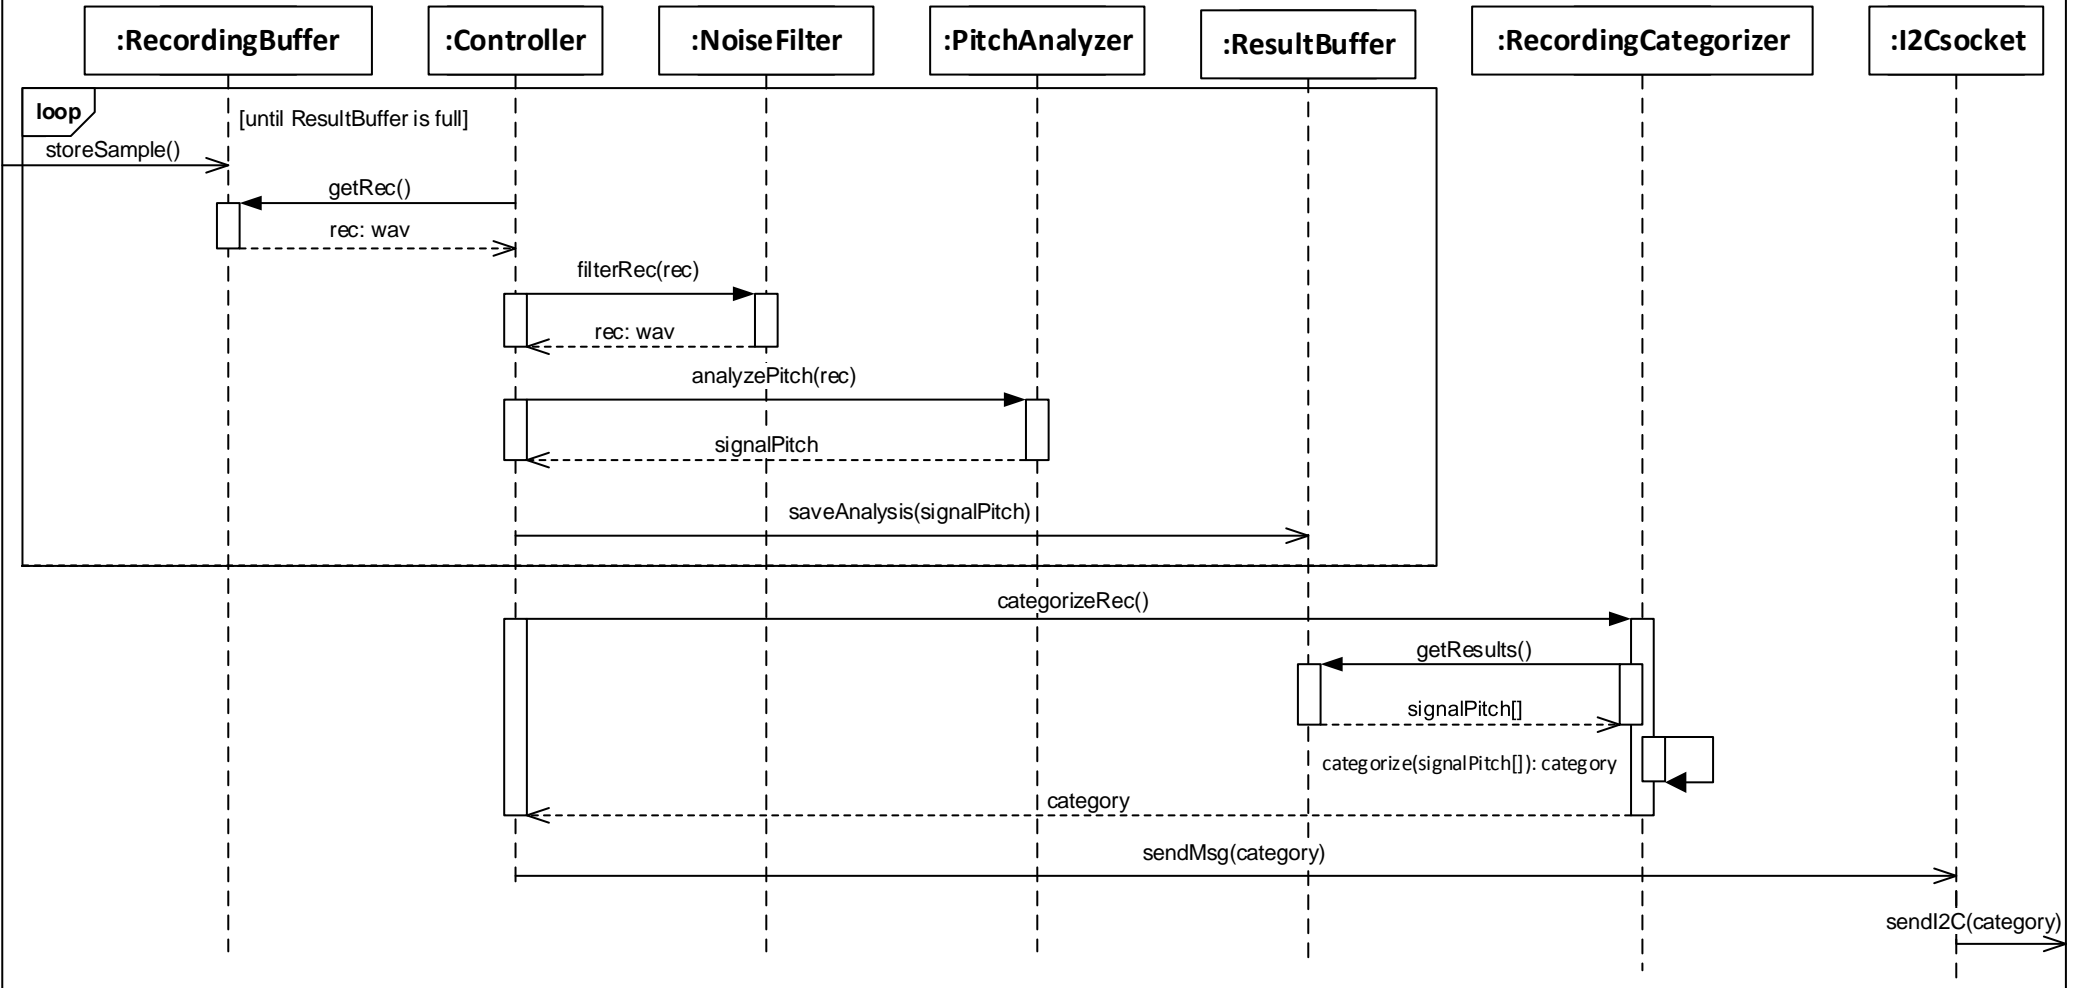 :RecordingBuffer :Controller :NoiseFilter :PitchAnalyzer :ResultBuffer :RecordingCategorizer :I2Csocket
loop
[until ResultBuffer is full]
storeSample()
getRec()
rec: wav
filterRec(rec)
rec: wav
analyzePitch(rec)
signalPitch
saveAnalysis(signalPitch)
categorizeRec()
getResults()
signalPitch[]
categorize(signalPitch[]): category
category
sendMsg(category)
sendI2C(category)